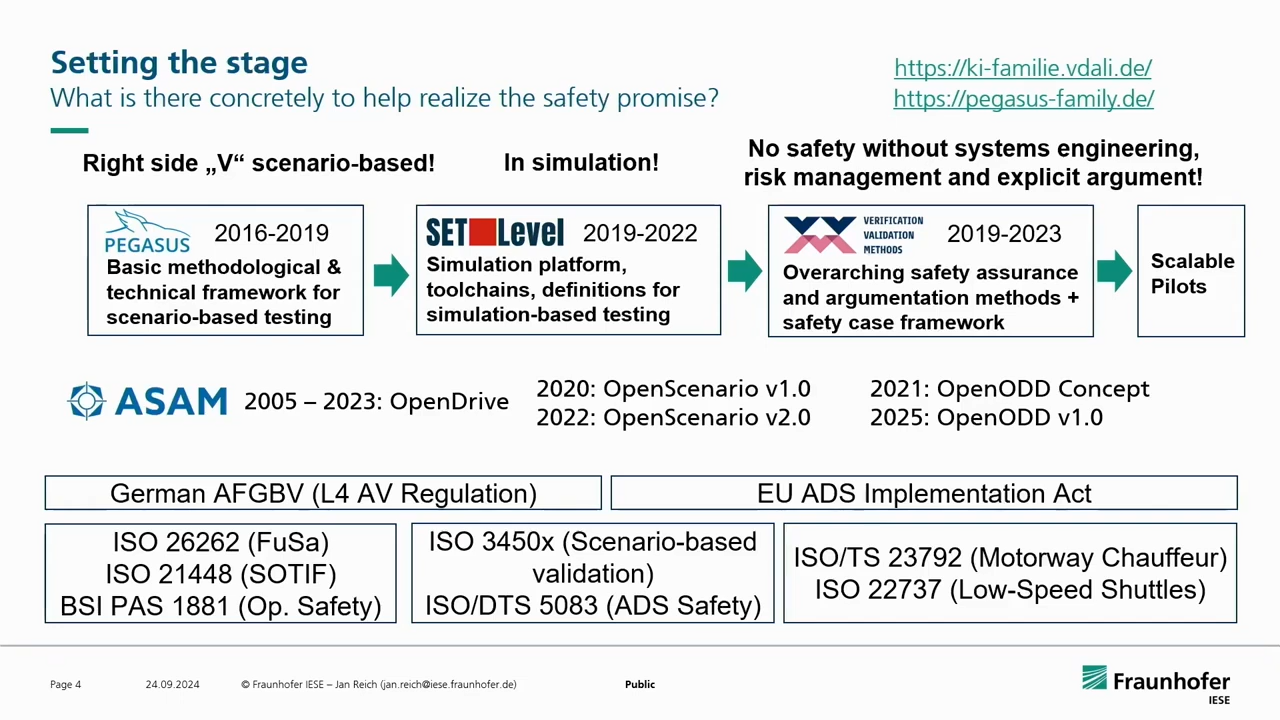 Setting the stage
What is there concretely to help realize the safety promise?
https://ki-familie.vdali.de/
https://pegasus-family.de/
Right side „V“ scenario-based!
In simulation!
No safety without systems engineering,
risk management and explicit argument!
PEGASUS
2016-2019
Basic methodological &
technical framework for
scenario-based testing
SET Level
2019-2022
Simulation platform,
toolchains, definitions for
simulation-based testing
VERIFICATION
VALIDATION
METHODS
2019-2023
Overarching safety assurance
and argumentation methods +
safety case framework
Scalable
Pilots
ASAM
2005 – 2023: OpenDrive
2020: OpenScenario v1.0
2022: OpenScenario v2.0
2021: OpenODD Concept
2025: OpenODD v1.0
German AFGBV (L4 AV Regulation)
EU ADS Implementation Act
ISO 26262 (FuSa)
ISO 21448 (SOTIF)
BSI PAS 1881 (Op. Safety)
ISO 3450x (Scenario-based
validation)
ISO/DTS 5083 (ADS Safety)
ISO/TS 23792 (Motorway Chauffeur)
ISO 22737 (Low-Speed Shuttles)
Page 4
24.09.2024
© Fraunhofer IESE – Jan Reich (jan.reich@iese.fraunhofer.de)
Public
Fraunhofer
IESE